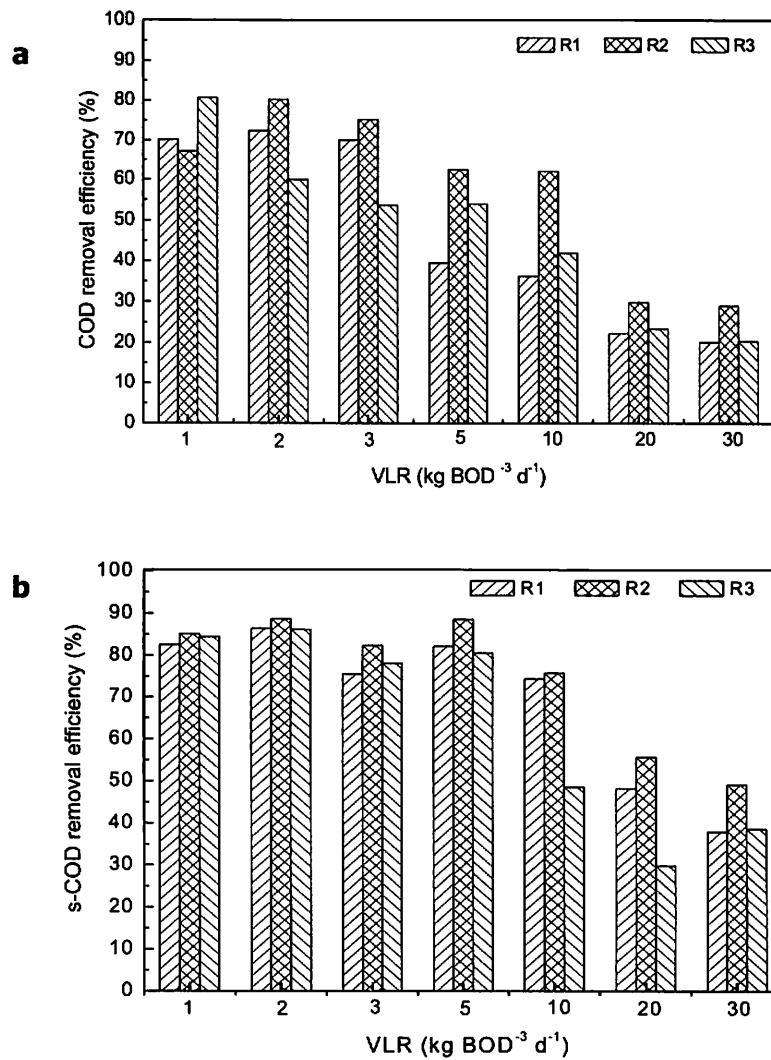 a
R1 R2 R3
COD removal efficiency (%)
100
90
80
70
60
50
40
30
20
10
0
1 2 3 5 10 20 30
VLR (kg BOD⁻³ d⁻¹)
b
R1 R2 R3
s-COD removal efficiency (%)
100
90
80
70
60
50
40
30
20
10
0
1 2 3 5 10 20 30
VLR (kg BOD⁻³ d⁻¹)